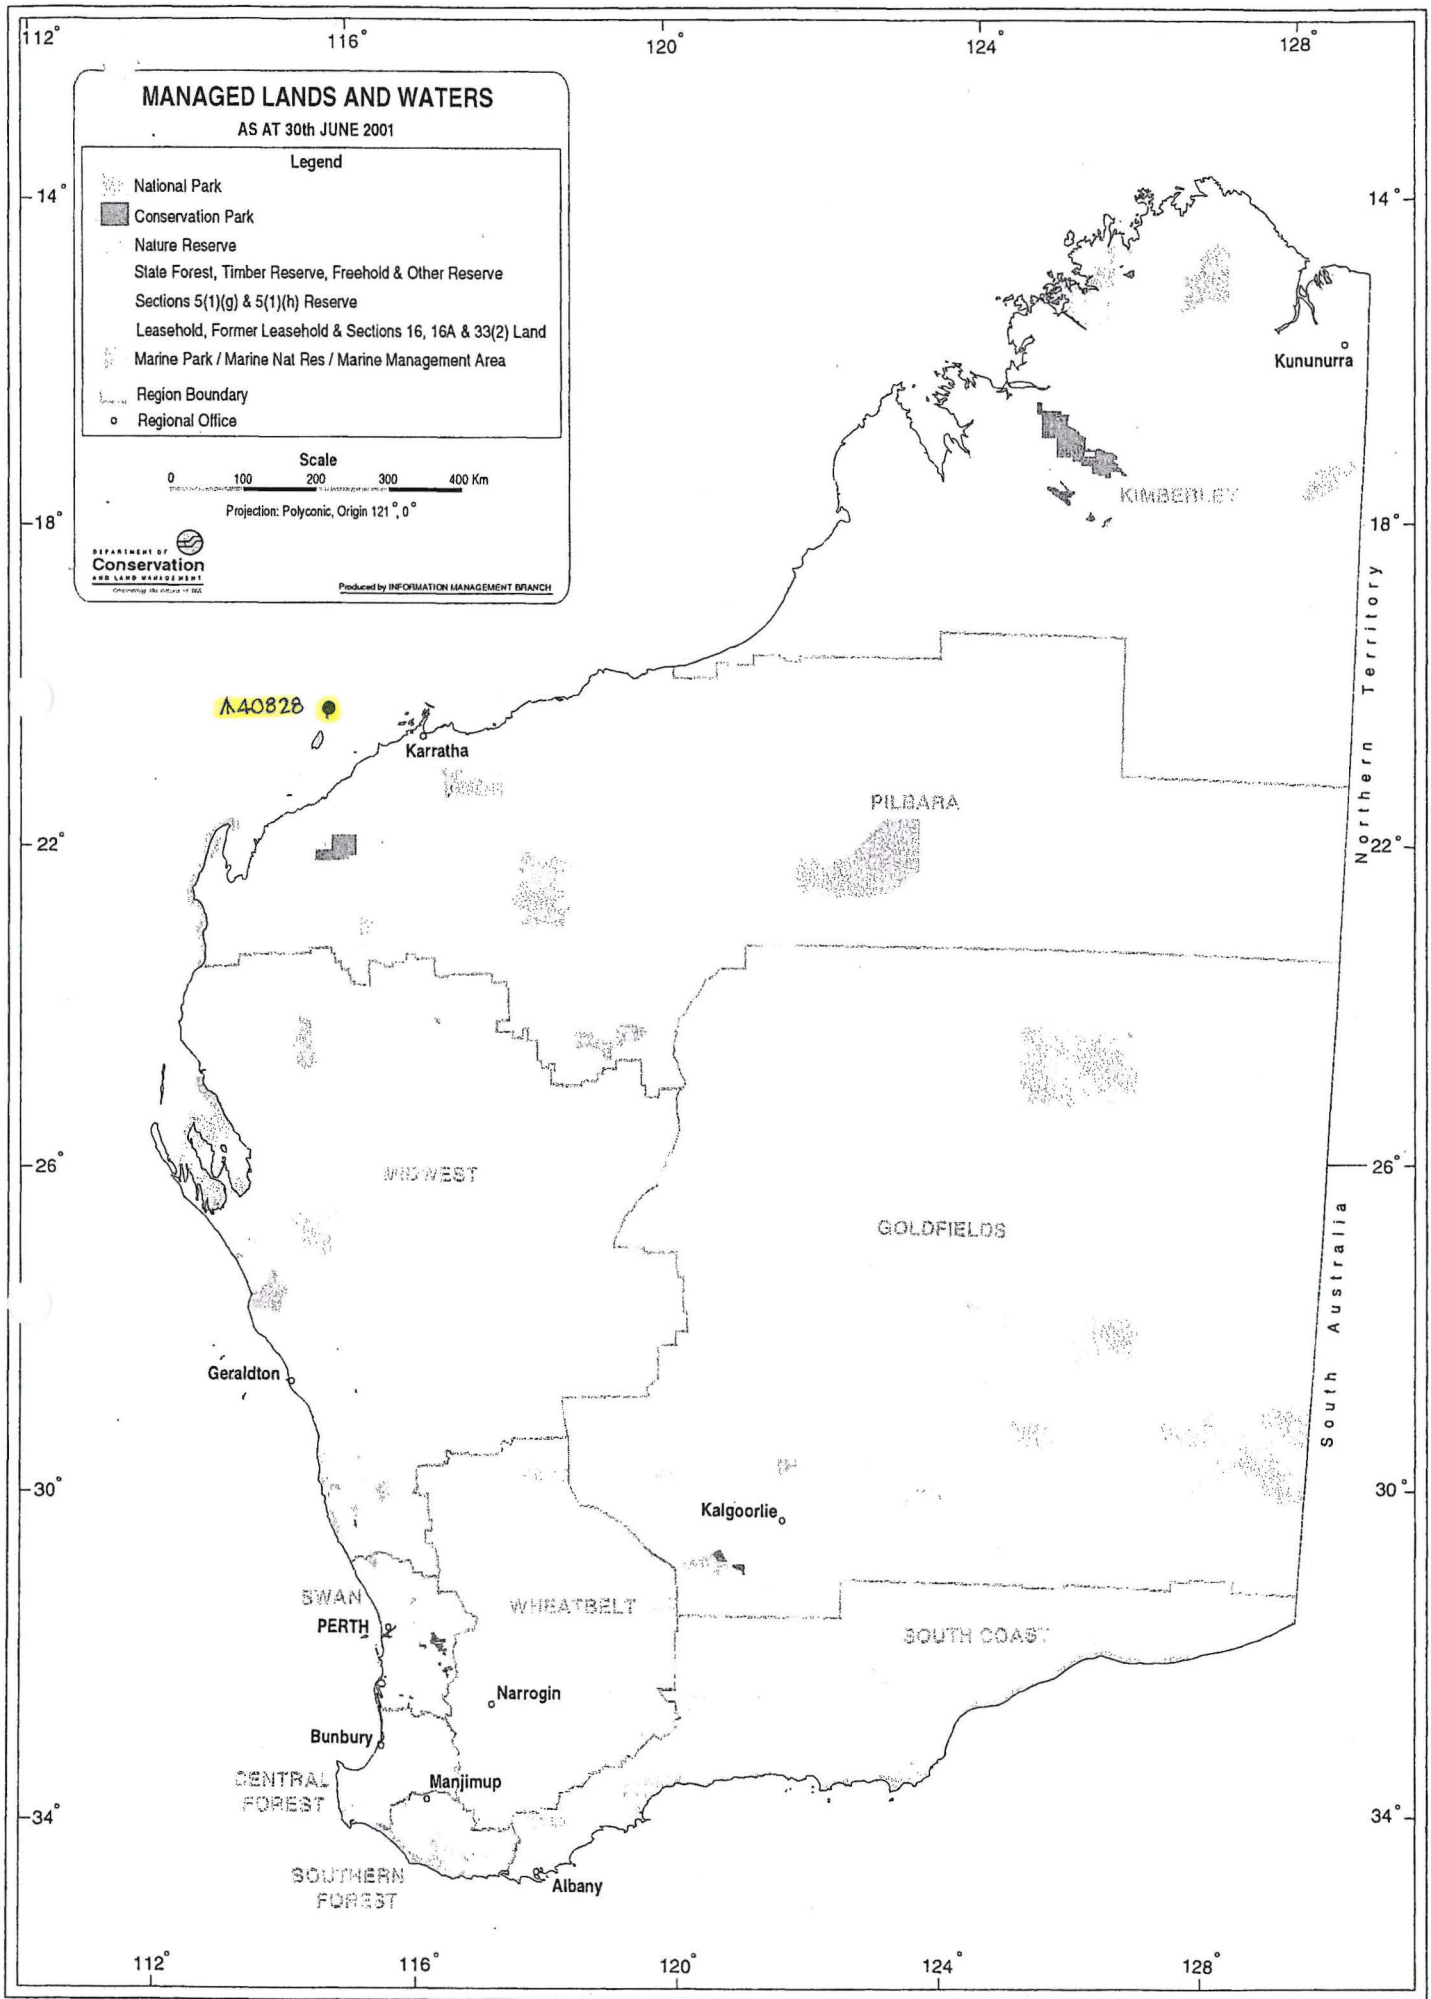 112° 116° 120° 124° 128°
MANAGED LANDS AND WATERS
AS AT 30th JUNE 2001
Legend
National Park
Conservation Park
Nature Reserve
State Forest, Timber Reserve, Freehold & Other Reserve
Sections 5(1)(g) & 5(1)(h) Reserve
Leasehold, Former Leasehold & Sections 16, 16A & 33(2) Land
Marine Park / Marine Nat Res / Marine Management Area
Region Boundary
Regional Office
Scale
0 100 200 300 400 Km
Projection: Polyconic, Origin 121°, 0°
DEPARTMENT OF
Conservation
AND LAND MANAGEMENT
Produced by INFORMATION MANAGEMENT BRANCH
14° 14°
Kununurra
KIMBERLEY
18° 18°
Northern Territory
A40828
Karratha
PILBARA
22° 22°
26° 26°
MIDWEST
GOLDFIELDS
South Australia
Geraldton
30° 30°
Kalgoorlie
SWAN
WHEATBELT
PERTH
SOUTH COAST
Narrogin
Bunbury
CENTRAL
FOREST
Manjimup
34° 34°
SOUTHERN
FOREST
Albany
112° 116° 120° 124° 128°